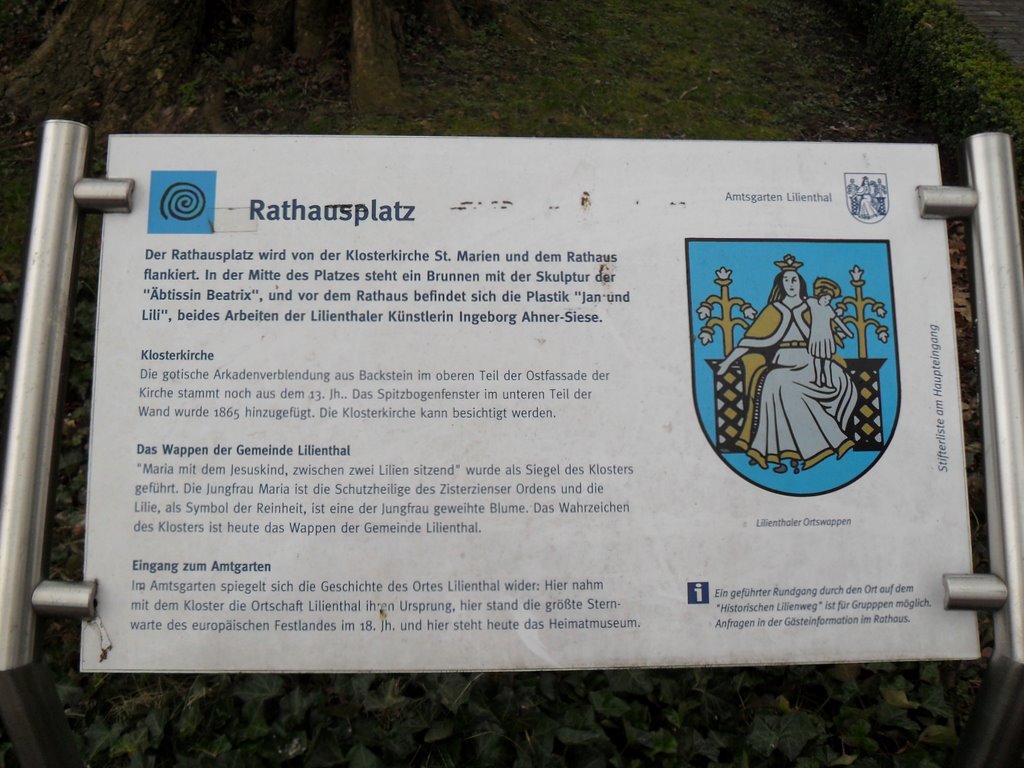 Rathausplatz
Amtsgarten Lilienthal
Der Rathausplatz wird von der Klosterkirche St. Marien und dem Rathaus
flankiert. In der Mitte des Platzes steht ein Brunnen mit der Skulptur der
"Äbtissin Beatrix", und vor dem Rathaus befindet sich die Plastik "Jan und
Lili", beides Arbeiten der Lilienthaler Künstlerin Ingeborg Ahner-Siese.
Klosterkirche
Die gotische Arkadenverblendung aus Backstein im oberen Teil der Ostfassade der
Kirche stammt noch aus dem 13. Jh.. Das Spitzbogenfenster im unteren Teil der
Wand wurde 1865 hinzugefügt. Die Klosterkirche kann besichtigt werden.
Das Wappen der Gemeinde Lilienthal
"Maria mit dem Jesuskind, zwischen zwei Lilien sitzend" wurde als Siegel des Klosters
geführt. Die Jungfrau Maria ist die Schutzheilige des Zisterzienser Ordens und die
Lilie, als Symbol der Reinheit, ist eine der Jungfrau geweihte Blume. Das Wahrzeichen
des Klosters ist heute das Wappen der Gemeinde Lilienthal.
Eingang zum Amtgarten
Im Amtsgarten spiegelt sich die Geschichte des Ortes Lilienthal wider: Hier nahm
mit dem Kloster die Ortschaft Lilienthal ihren Ursprung, hier stand die größte Stern-
warte des europäischen Festlandes im 18. Jh. und hier steht heute das Heimatmuseum.
Lilienthaler Ortswappen
Stifterliste am Haupteingang
i
Ein geführter Rundgang durch den Ort auf dem
"Historischen Lilienweg" ist für Grupppen möglich.
Anfragen in der Gästeinformation im Rathaus.